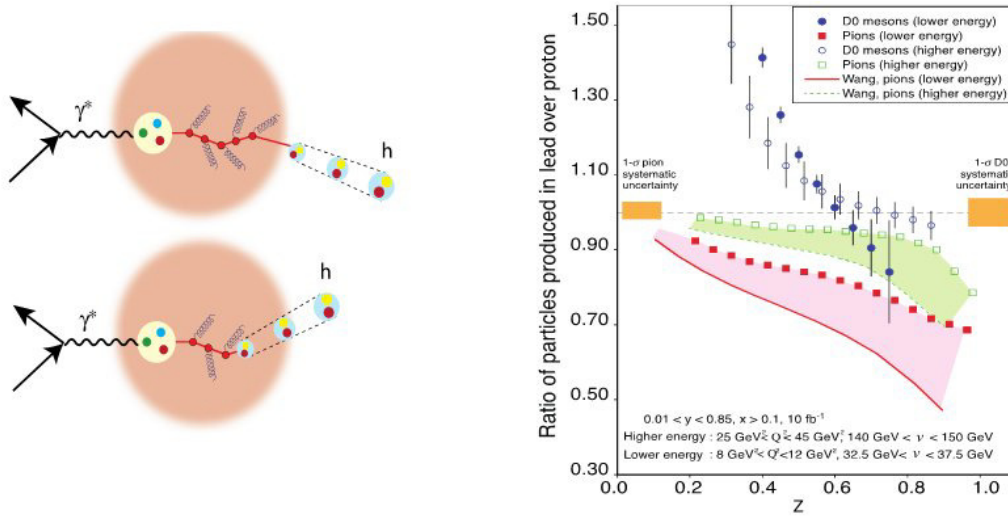 γ*
h
γ*
h
Ratio of particles produced in lead over proton
1.50
1.30
1.10
0.90
0.70
0.50
0.30
D0 mesons (lower energy)
Pions (lower energy)
D0 mesons (higher energy)
Pions (higher energy)
Wang, pions (lower energy)
Wang, pions (higher energy)
1-σ pion
systematic
uncertainty
1-σ D0
systematic
uncertainty
0.01 < y < 0.85, x > 0.1, 10 fb⁻¹
Higher energy : 25 GeV²< Q²< 45 GeV², 140 GeV < ν < 150 GeV
Lower energy : 8 GeV²< Q²<12 GeV², 32.5 GeV< ν < 37.5 GeV
0.0 0.2 0.4 0.6 0.8 1.0
Z